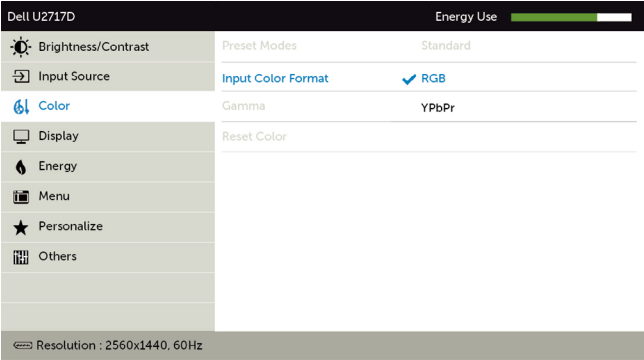 Dell U2717D Energy Use
Brightness/Contrast Preset Modes Standard
Input Source Input Color Format RGB
Color Gamma YPbPr
Display Reset Color
Energy
Menu
Personalize
Others
Resolution : 2560x1440, 60Hz